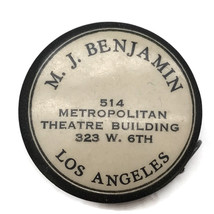 M. J. BENJAMIN
514
METROPOLITAN
THEATRE BUILDING
323 W. 6TH
LOS ANGELES